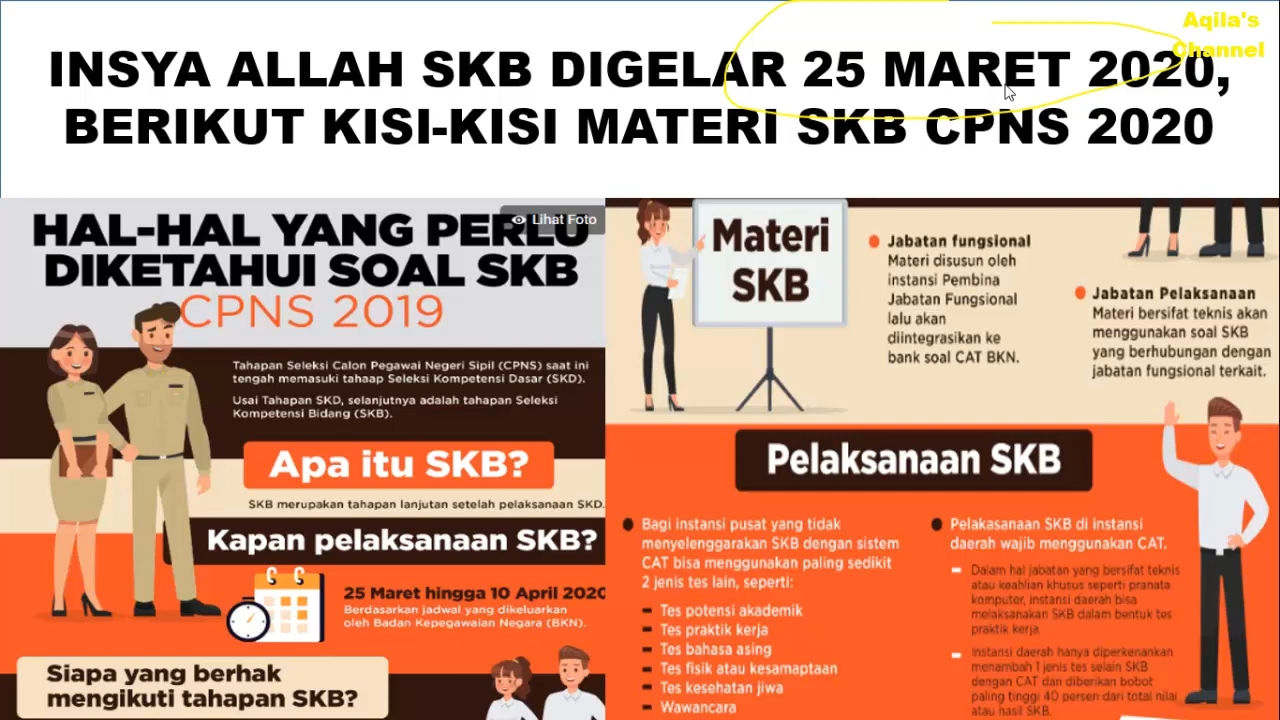 Aqila's
Channel
INSYA ALLAH SKB DIGELAR 25 MARET 2020,
BERIKUT KISI-KISI MATERI SKB CPNS 2020
Lihat Foto
HAL-HAL YANG PERLU
DIKETAHUI SOAL SKB
CPNS 2019
Tahapan Seleksi Calon Pegawai Negeri Sipil (CPNS) saat ini
tengah memasuki tahaap Seleksi Kompetensi Dasar (SKD).
Usai Tahapan SKD, selanjutnya adalah tahapan Seleksi
Kompetensi Bidang (SKB).
Apa itu SKB?
SKB merupakan tahapan lanjutan setelah pelaksanaan SKD.
Kapan pelaksanaan SKB?
25 Maret hingga 10 April 2020
Berdasarkan jadwal yang dikeluarkan
oleh Badan Kepegawaian Negara (BKN).
Siapa yang berhak
mengikuti tahapan SKB?
Materi
SKB
Jabatan fungsional
Materi disusun oleh
instansi Pembina
Jabatan Fungsional
lalu akan
diintegrasikan ke
bank soal CAT BKN.
Jabatan Pelaksanaan
Materi bersifat teknis akan
menggunakan soal SKB
yang berhubungan dengan
jabatan fungsional terkait.
Pelaksanaan SKB
Bagi instansi pusat yang tidak
menyelenggarakan SKB dengan sistem
CAT bisa menggunakan paling sedikit
2 jenis tes lain, seperti:
- Tes potensi akademik
- Tes praktik kerja
- Tes bahasa asing
- Tes fisik atau kesamaptaan
- Tes kesehatan jiwa
- Wawancara
Pelakasanaan SKB di instansi
daerah wajib menggunakan CAT.
- Dalam hal jabatan yang bersifat teknis
atau keahlian khusus seperti pranata
komputer, instansi daerah bisa
melaksanakan SKB dalam bentuk tes
praktik kerja.
- Instansi daerah hanya diperkenankan
menambah 1 jenis tes selain SKB
dengan CAT dan diberikan bobot
paling tinggi 40 persen dari total nilai
atau hasil SKB.